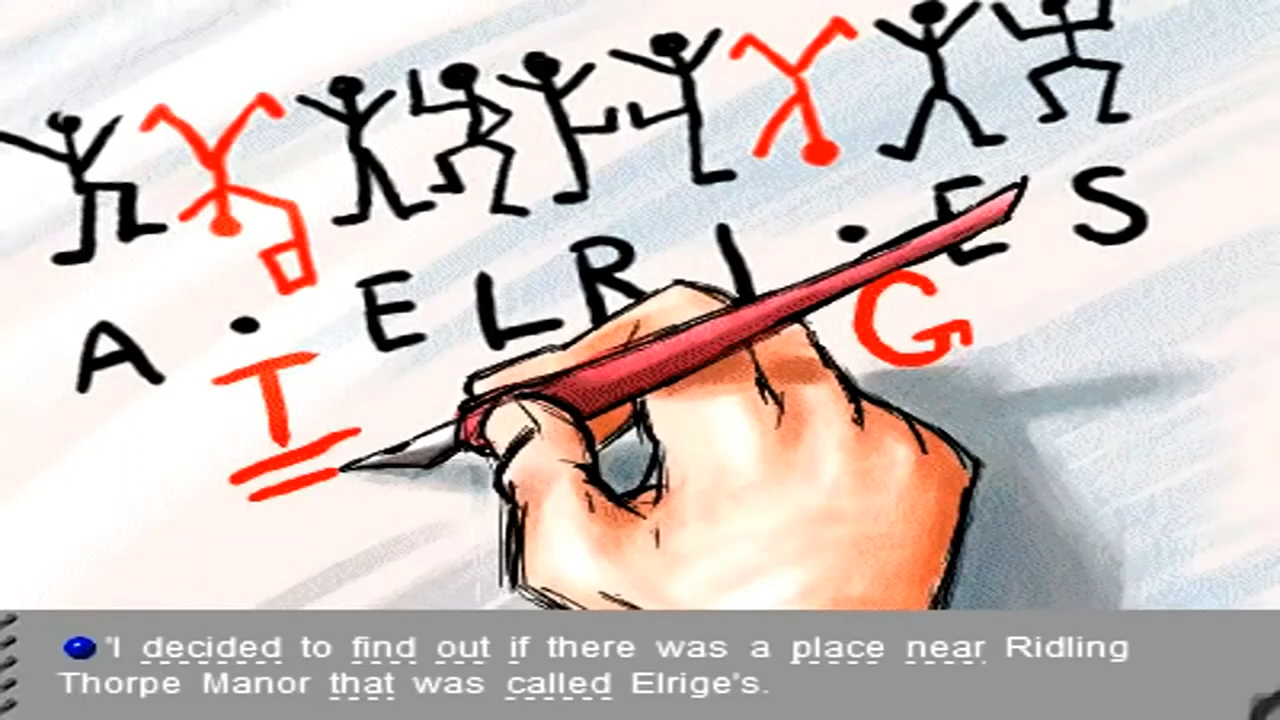 A • ELRI • ES
T G
'I decided to find out if there was a place near Ridling
Thorpe Manor that was called Elrige's.